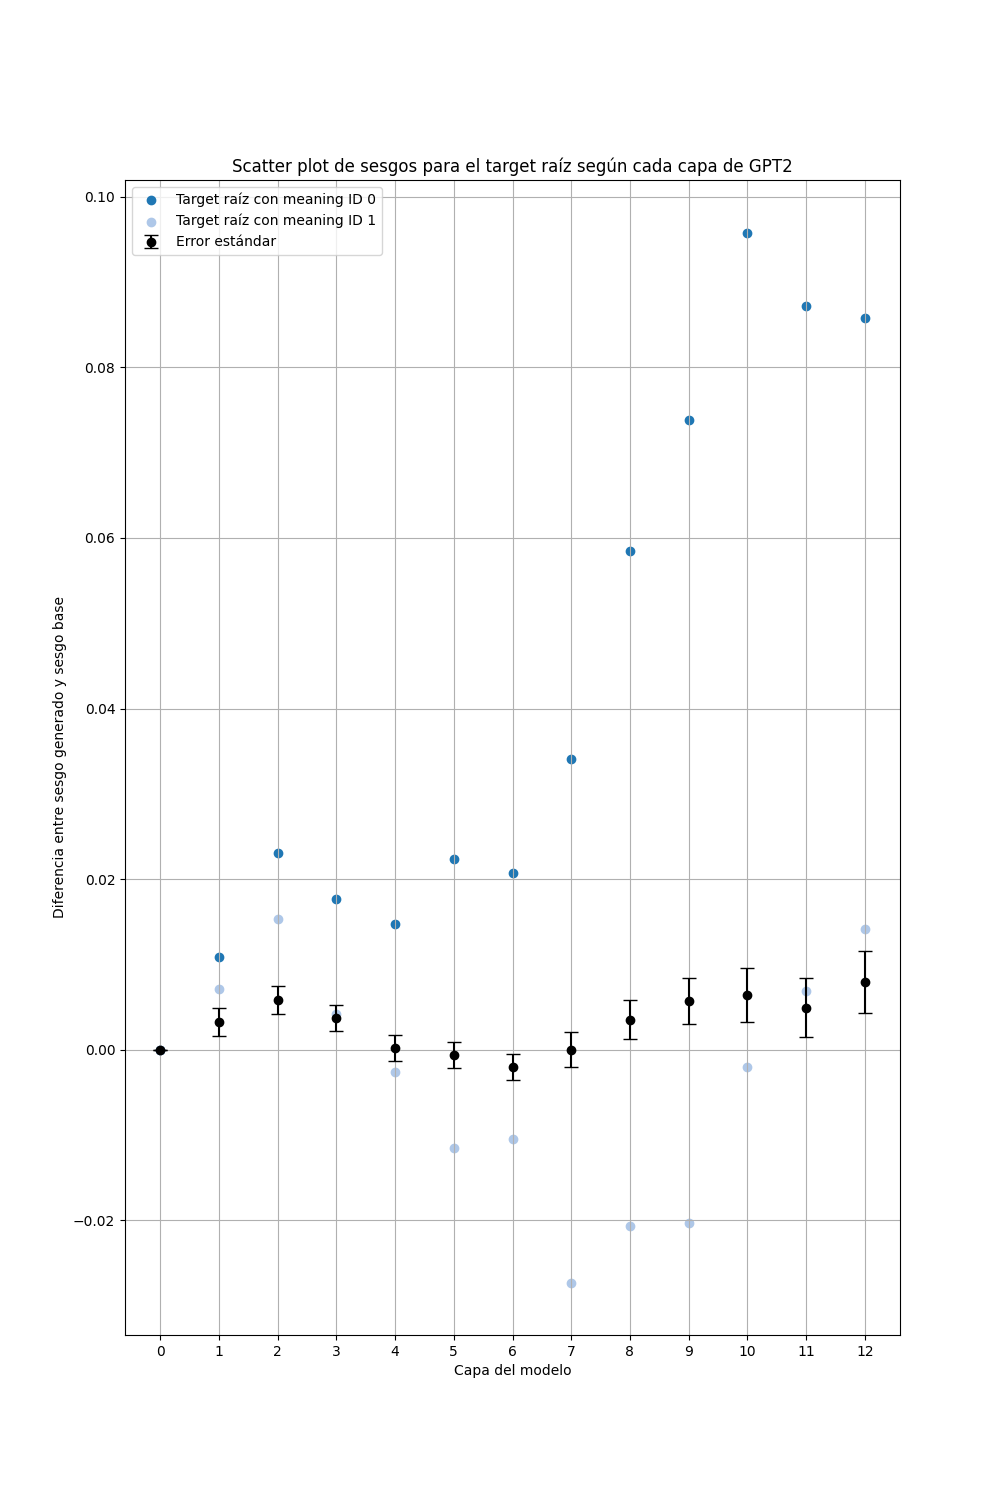 Scatter plot de sesgos para el target raíz según cada capa de GPT2
Target raíz con meaning ID 0
Target raíz con meaning ID 1
Error estándar
Diferencia entre sesgo generado y sesgo base
0.10
0.08
0.06
0.04
0.02
0.00
−0.02
0 1 2 3 4 5 6 7 8 9 10 11 12
Capa del modelo